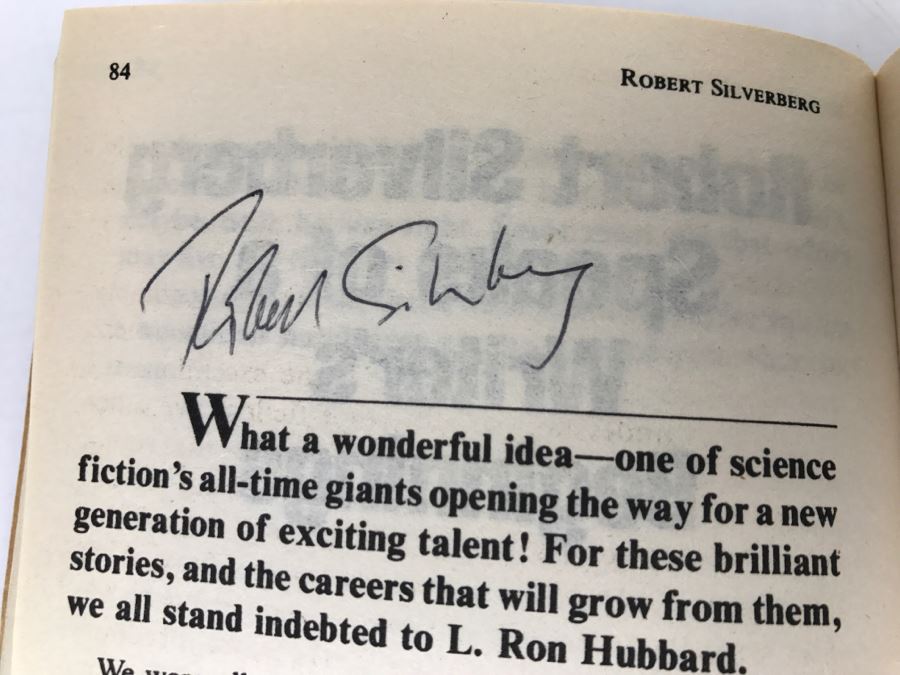 84
ROBERT SILVERBERG
Robert Silverberg
What a wonderful idea—one of science
fiction's all-time giants opening the way for a new
generation of exciting talent! For these brilliant
stories, and the careers that will grow from them,
we all stand indebted to L. Ron Hubbard.
We were